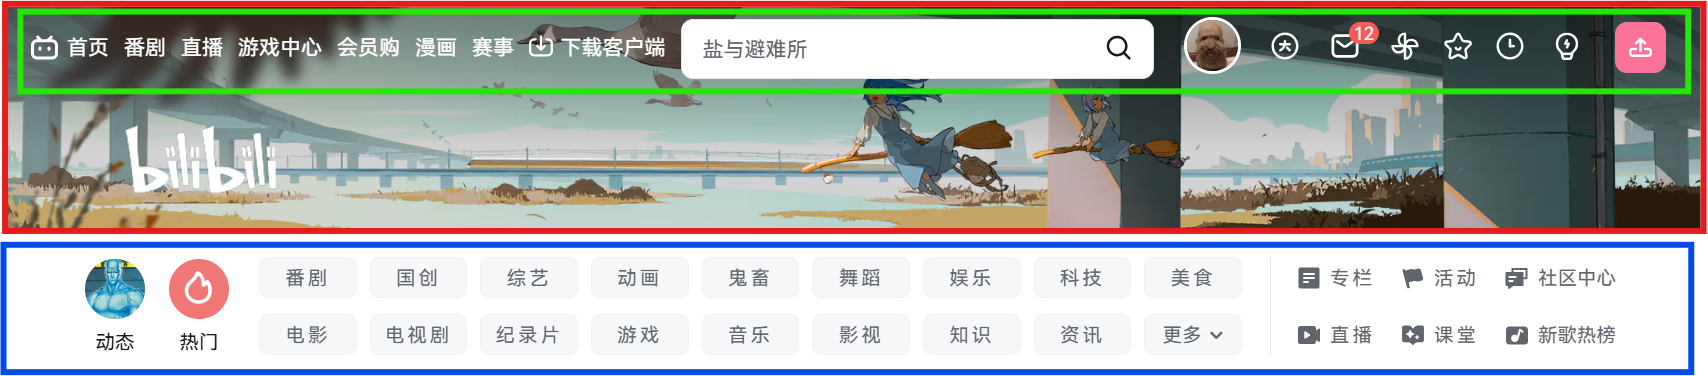 首页 番剧 直播 游戏中心 会员购 漫画 赛事 下载客户端 盐与避难所 大 12
bilibili
番剧 国创 综艺 动画 鬼畜 舞蹈 娱乐 科技 美食 专栏 活动 社区中心
动态 热门 电影 电视剧 纪录片 游戏 音乐 影视 知识 资讯 更多 直播 课堂 新歌热榜